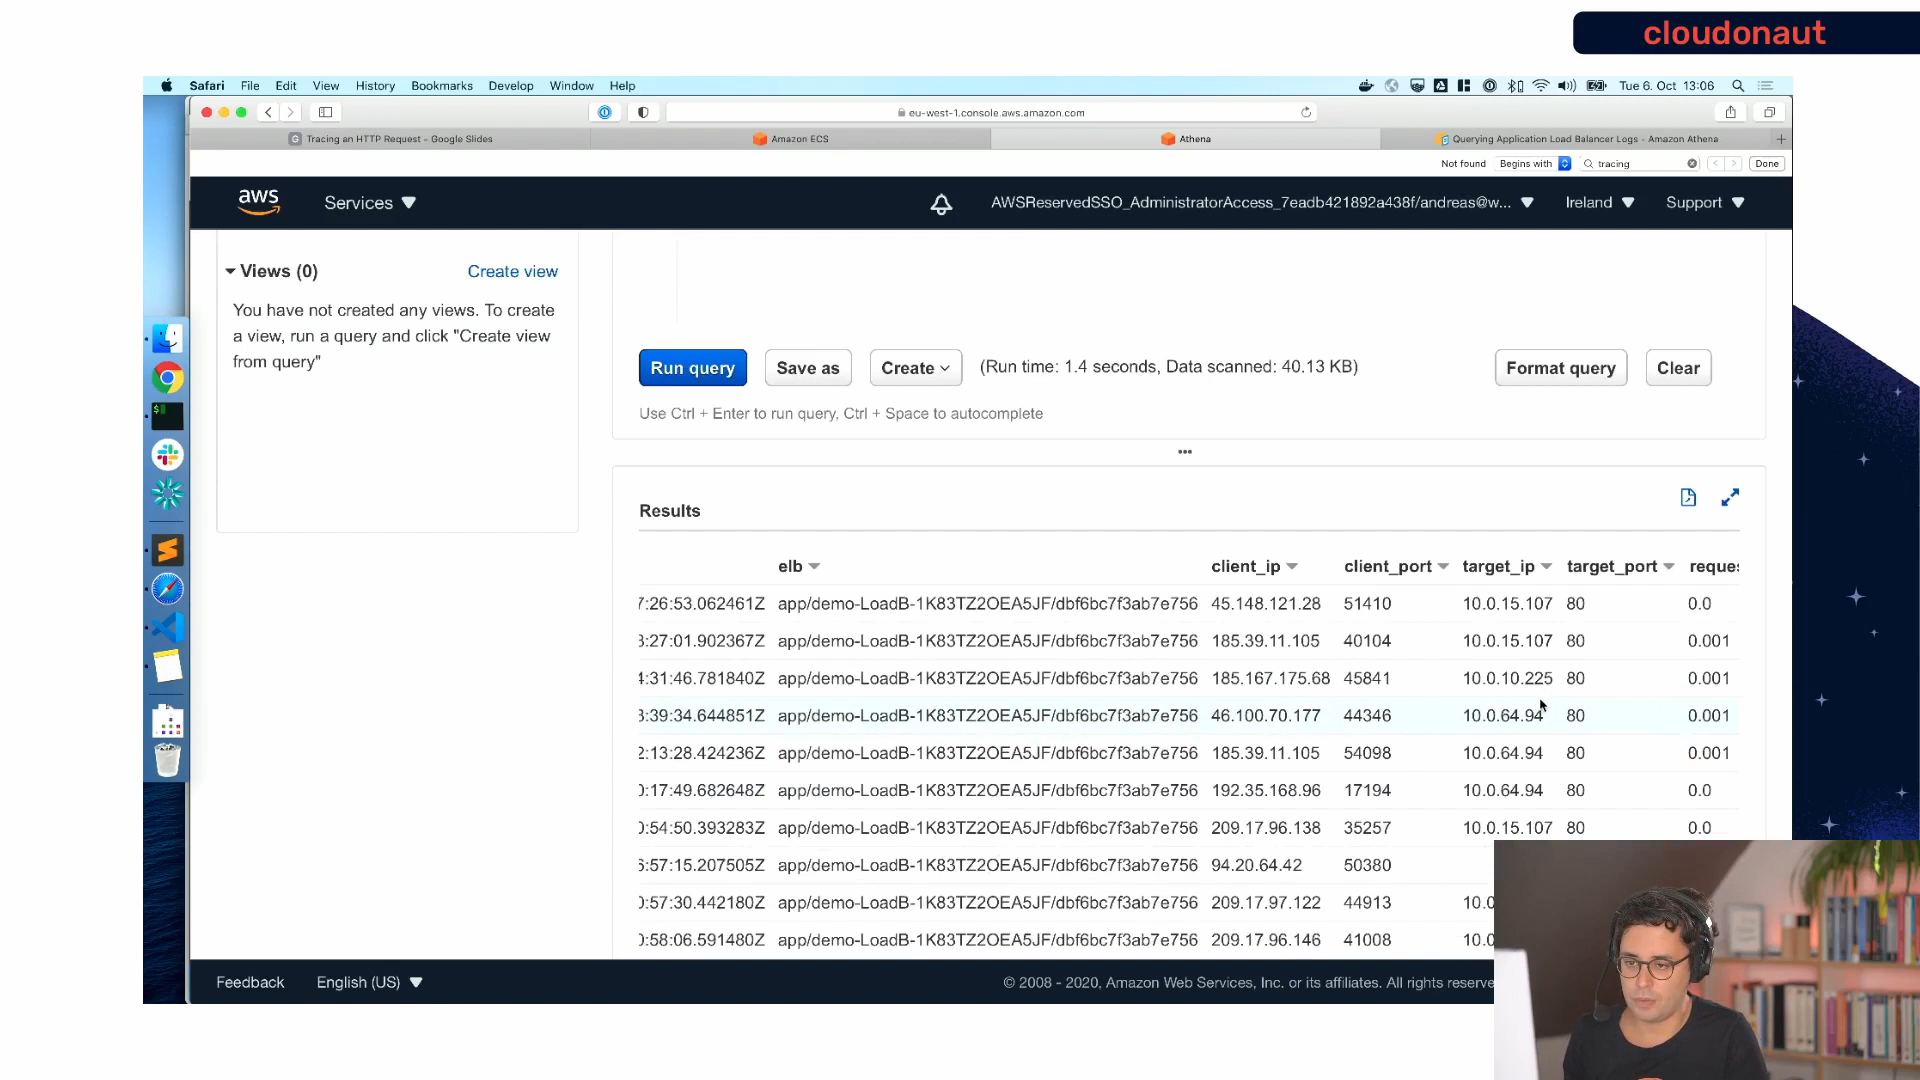 cloudonaut
Safari File Edit View History Bookmarks Develop Window Help Tue 6. Oct 13:06
eu-west-1.console.aws.amazon.com
Tracing an HTTP Request - Google Slides Amazon ECS Athena Querying Application Load Balancer Logs - Amazon Athena
Not found Begins with tracing Done
aws Services AWSReservedSSO_AdministratorAccess_7eadb421892a438f/andreas@w... Ireland Support
Views (0) Create view
You have not created any views. To create
a view, run a query and click "Create view
from query"
Run query Save as Create (Run time: 1.4 seconds, Data scanned: 40.13 KB) Format query Clear
Use Ctrl + Enter to run query, Ctrl + Space to autocomplete
Results
elb client_ip client_port target_ip target_port
7:26:53.062461Z app/demo-LoadB-1K83TZ2OEA5JF/dbf6bc7f3ab7e756 45.148.121.28 51410 10.0.15.107 80 0.0
:27:01.902367Z app/demo-LoadB-1K83TZ2OEA5JF/dbf6bc7f3ab7e756 185.39.11.105 40104 10.0.15.107 80 0.001
:31:46.781840Z app/demo-LoadB-1K83TZ2OEA5JF/dbf6bc7f3ab7e756 185.167.175.68 45841 10.0.10.225 80 0.001
:39:34.644851Z app/demo-LoadB-1K83TZ2OEA5JF/dbf6bc7f3ab7e756 46.100.70.177 44346 10.0.64.94 80 0.001
:13:28.424236Z app/demo-LoadB-1K83TZ2OEA5JF/dbf6bc7f3ab7e756 185.39.11.105 54098 10.0.64.94 80 0.001
:17:49.682648Z app/demo-LoadB-1K83TZ2OEA5JF/dbf6bc7f3ab7e756 192.35.168.96 17194 10.0.64.94 80 0.0
:54:50.393283Z app/demo-LoadB-1K83TZ2OEA5JF/dbf6bc7f3ab7e756 209.17.96.138 35257 10.0.15.107 80 0.0
:57:15.207505Z app/demo-LoadB-1K83TZ2OEA5JF/dbf6bc7f3ab7e756 94.20.64.42 50380
:57:30.442180Z app/demo-LoadB-1K83TZ2OEA5JF/dbf6bc7f3ab7e756 209.17.97.122 44913 10.0
:58:06.591480Z app/demo-LoadB-1K83TZ2OEA5JF/dbf6bc7f3ab7e756 209.17.96.146 41008 10.0
Feedback English (US) © 2008 - 2020, Amazon Web Services, Inc. or its affiliates. All rights reserve